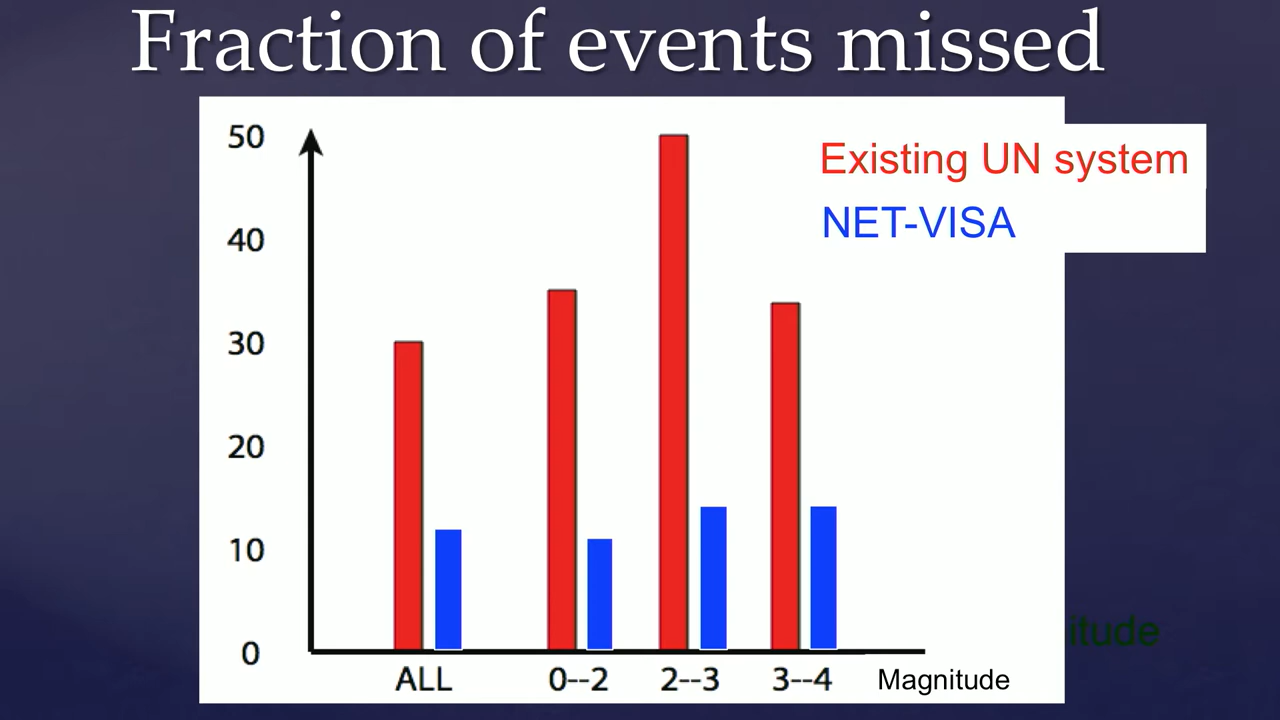 Fraction of events missed
50
Existing UN system
NET-VISA
40
30
20
10
0
itude
ALL 0--2 2--3 3--4 Magnitude